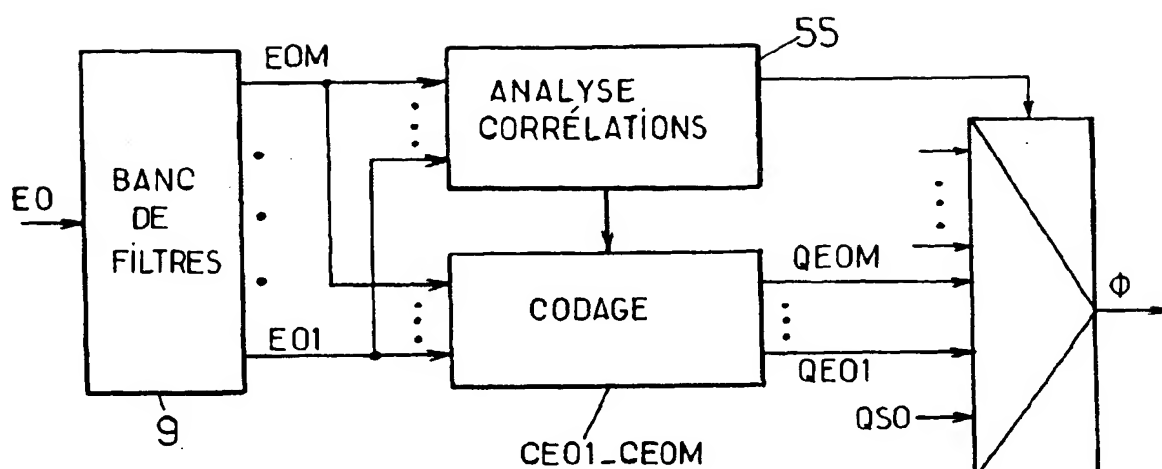 55
EOM
ANALYSE
CORRÉLATIONS
EO
BANC
DE
FILTRES
QEOM
CODAGE
Φ
EO1
QEO1
QSO
9
CEO1_CEOM